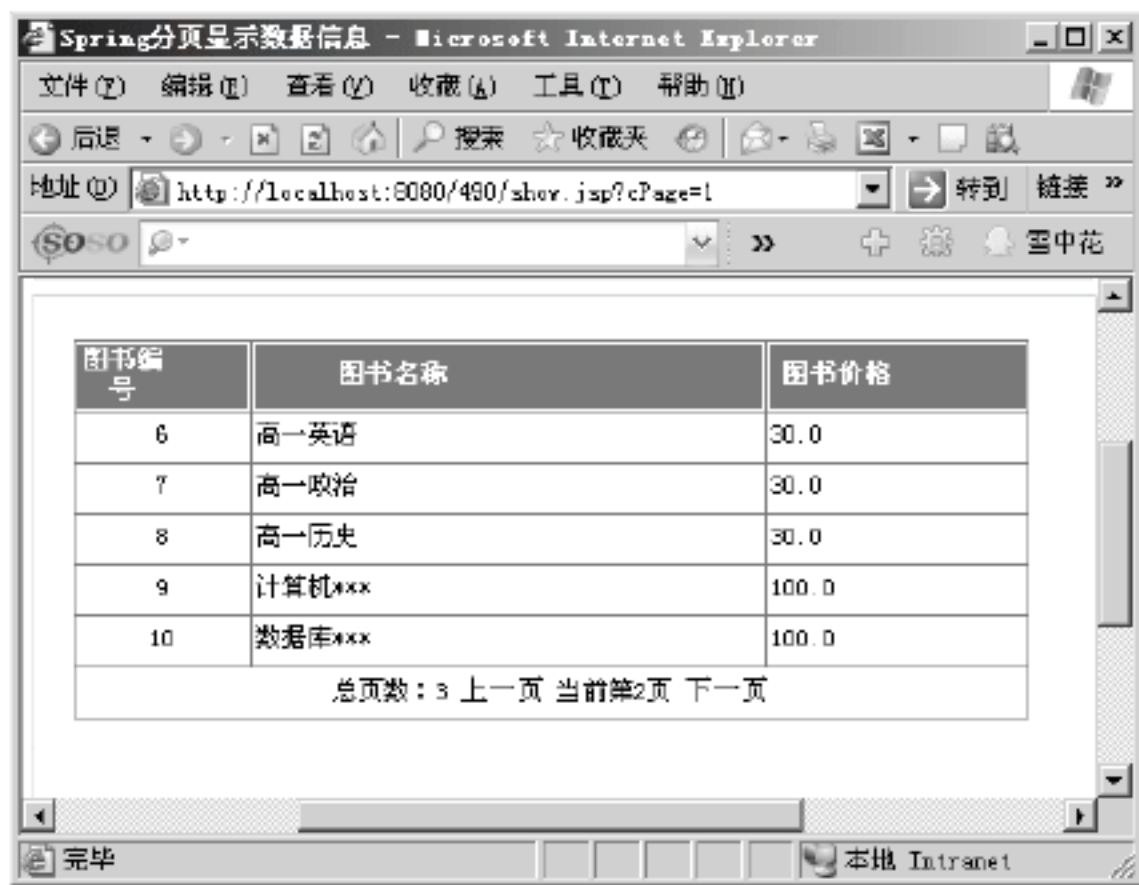 Spring分页显示数据信息 - Microsoft Internet Explorer
文件(F) 编辑(E) 查看(V) 收藏(A) 工具(T) 帮助(H)
后退 搜索 收藏夹
地址(D) http://localhost:8080/490/show.jsp?cPage=1 转到 链接 »
SOSO » 雪中花
图书编
号 图书名称 图书价格
6 高一英语 30.0
7 高一政治 30.0
8 高一历史 30.0
9 计算机*** 100.0
10 数据库*** 100.0
总页数：3 上一页 当前第2页 下一页
完毕 本地 Intranet